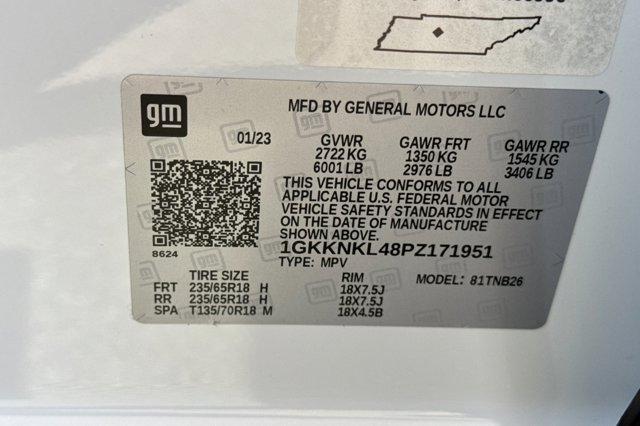 gm
MFD BY GENERAL MOTORS LLC
01/23
GVWR GAWR FRT GAWR RR
2722 KG 1350 KG 1545 KG
6001 LB 2976 LB 3406 LB
THIS VEHICLE CONFORMS TO ALL
APPLICABLE U.S. FEDERAL MOTOR
VEHICLE SAFETY STANDARDS IN EFFECT
ON THE DATE OF MANUFACTURE
SHOWN ABOVE.
8624
1GKKNKL48PZ171951
TYPE: MPV
MODEL: 81TNB26
TIRE SIZE RIM
FRT 235/65R18 H 18X7.5J
RR 235/65R18 H 18X7.5J
SPA T135/70R18 M 18X4.5B